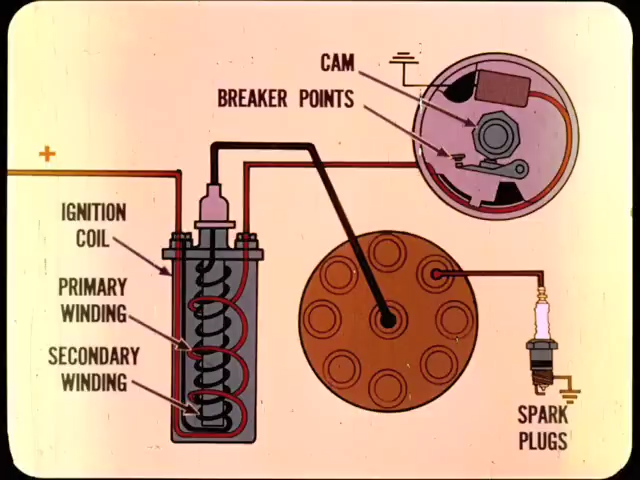 CAM
BREAKER POINTS
+
IGNITION
COIL
PRIMARY
WINDING
SECONDARY
WINDING
SPARK
PLUGS